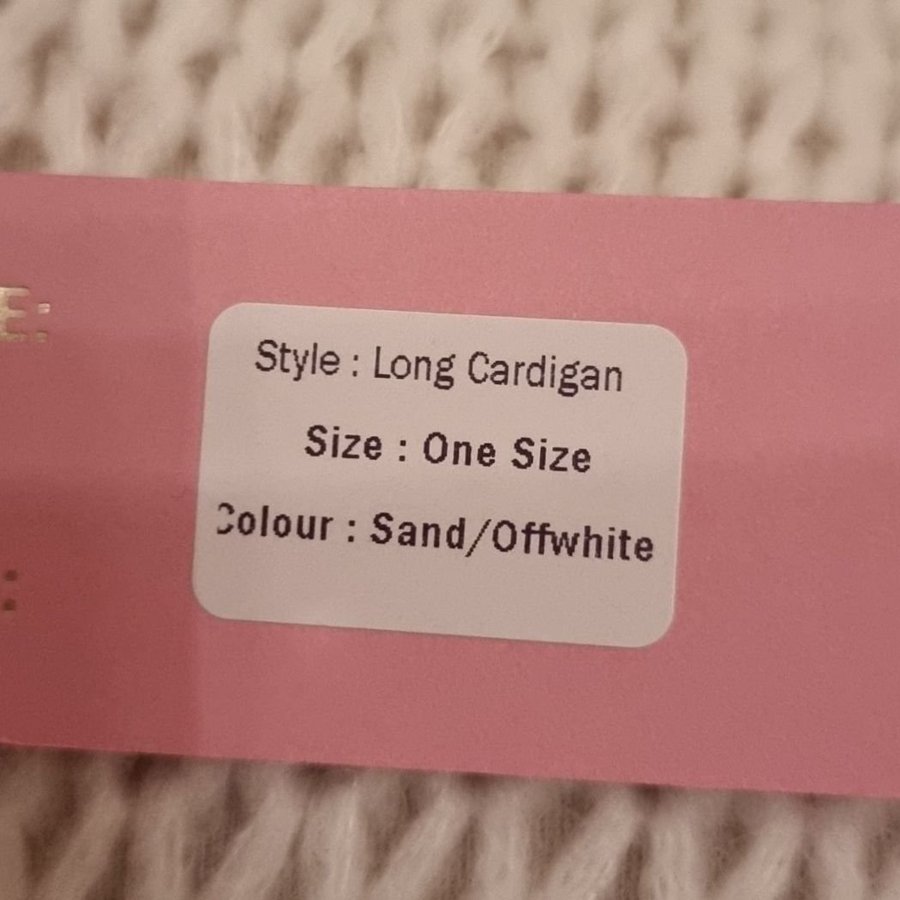 E:
Style : Long Cardigan
Size : One Size
Colour : Sand/Offwhite
: